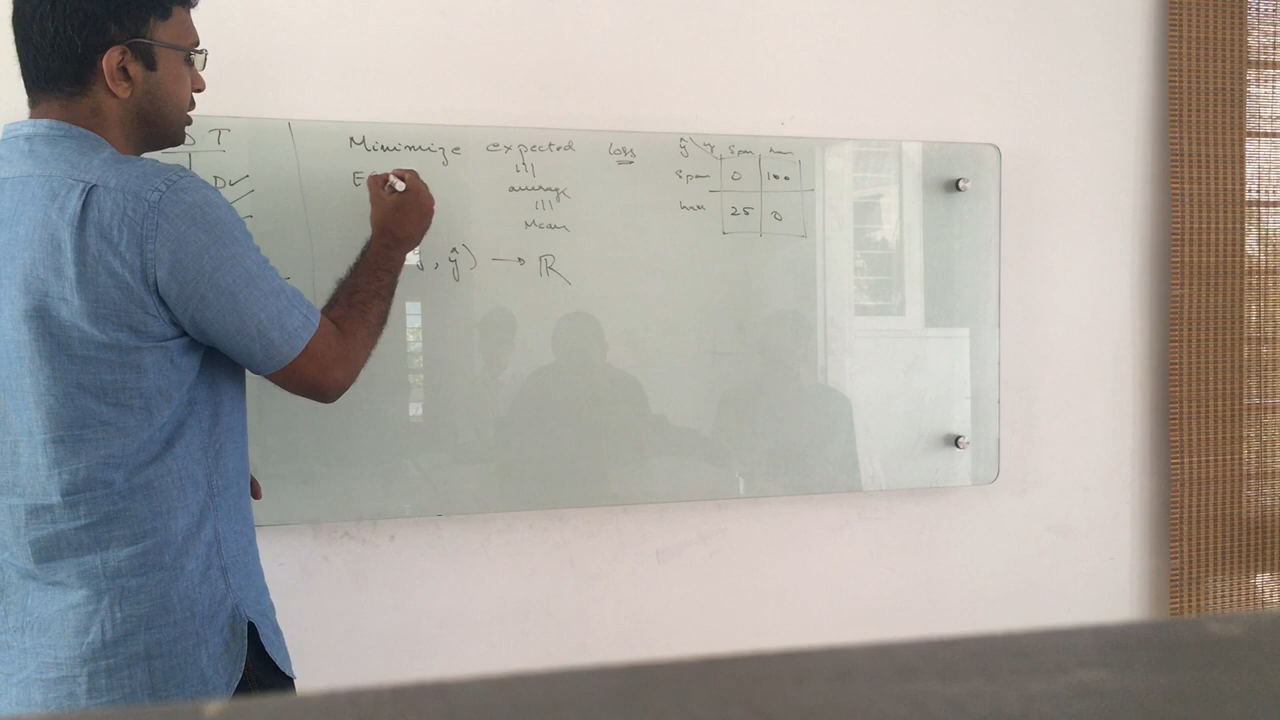 D T
D✓
Minimize expected loss
E
|||
average
|||
Mean
, ŷ) → ℝ
ŷ \ y Spam ham
Spam 0 100
ham 25 0